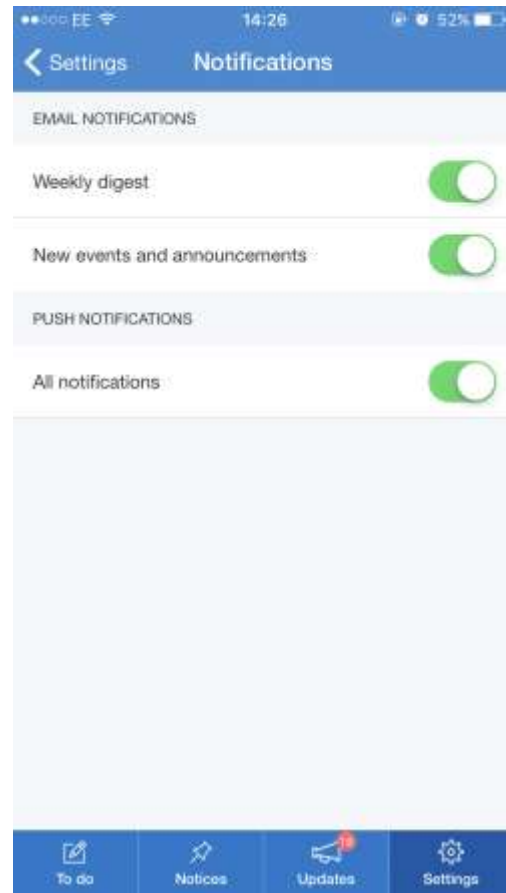 EE 14:26 52%
Settings Notifications
EMAIL NOTIFICATIONS
Weekly digest
New events and announcements
PUSH NOTIFICATIONS
All notifications
To do Notices Updates Settings